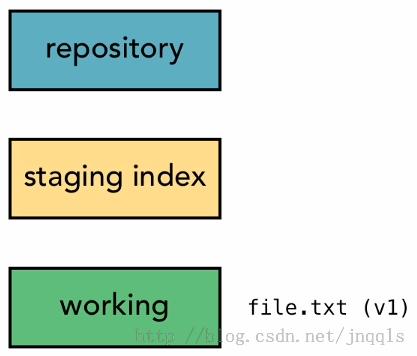 repository
staging index
working
file.txt (v1)
http://blog.csdn.net/jnqqls